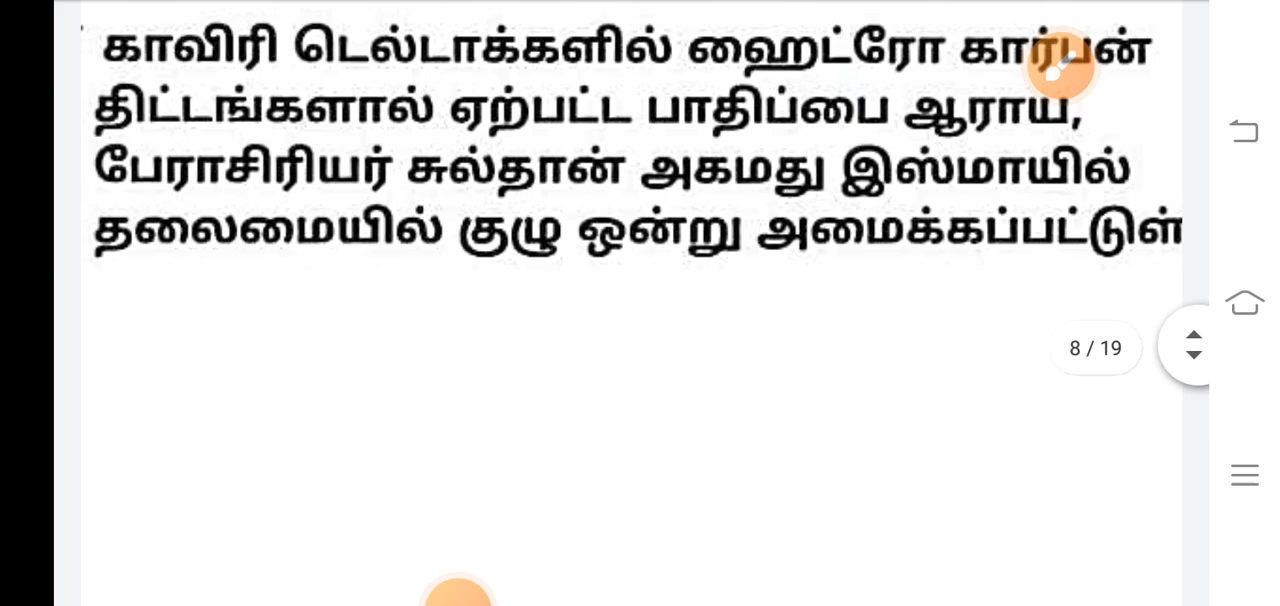 காவிரி டெல்டாக்களில் ஹைட்ரோ கார்பன்
திட்டங்களால் ஏற்பட்ட பாதிப்பை ஆராய,
பேராசிரியர் சுல்தான் அகமது இஸ்மாயில்
தலைமையில் குழு ஒன்று அமைக்கப்பட்டுள்
8 / 19